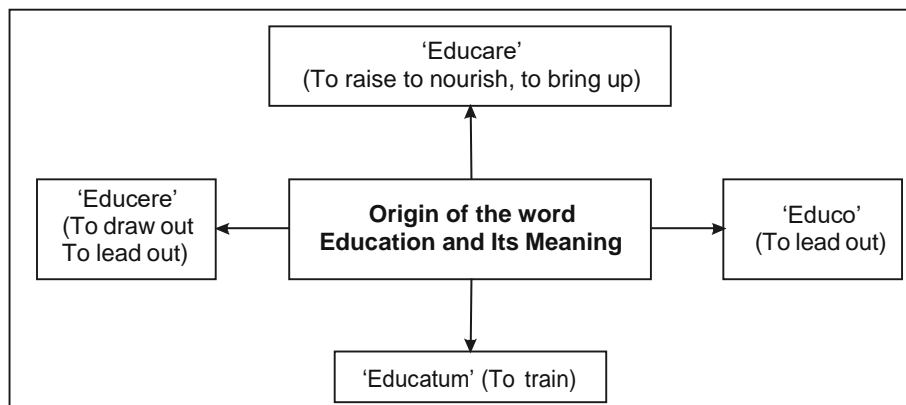 ‘Educare’
(To raise to nourish, to bring up)
‘Educere’
(To draw out
To lead out)
Origin of the word
Education and Its Meaning
‘Educo’
(To lead out)
‘Educatum’ (To train)